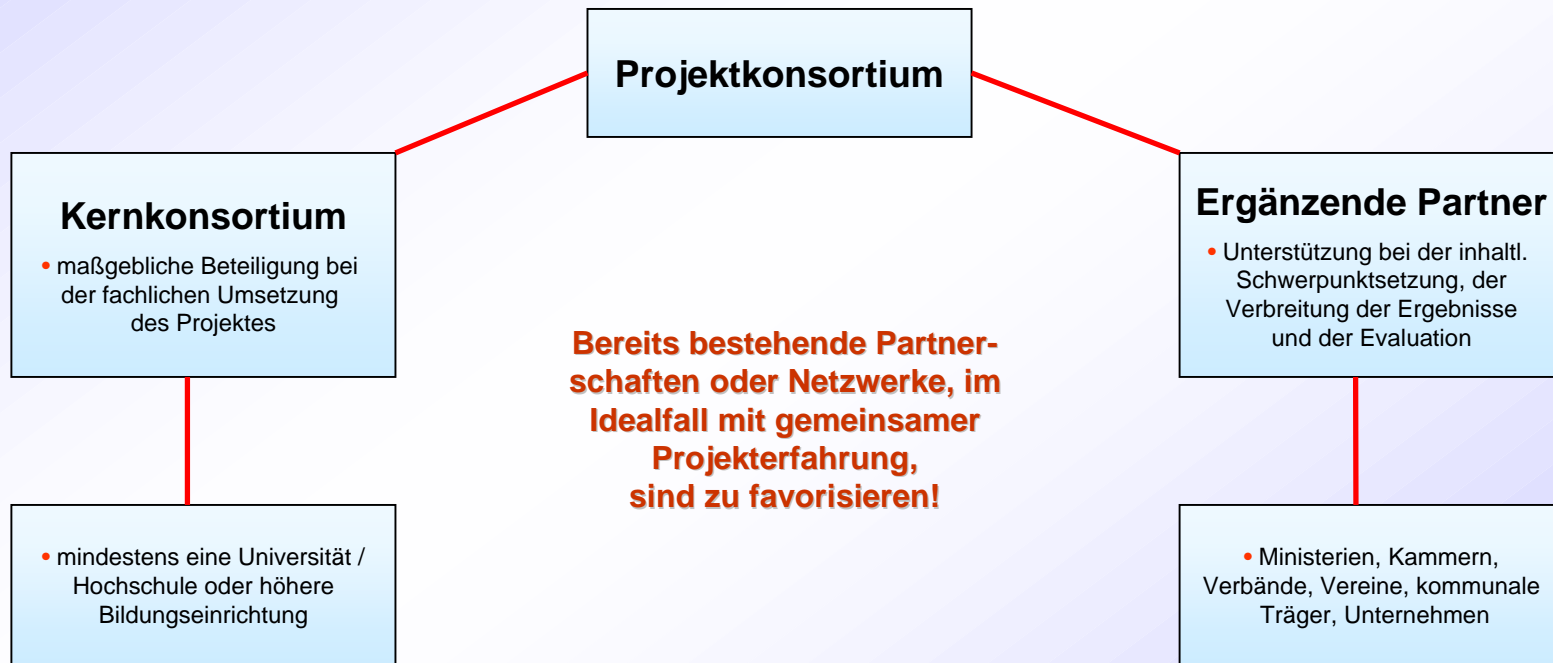 Projektkonsortium
Kernkonsortium
• maßgebliche Beteiligung bei
der fachlichen Umsetzung
des Projektes
Ergänzende Partner
• Unterstützung bei der inhaltl.
Schwerpunktsetzung, der
Verbreitung der Ergebnisse
und der Evaluation
Bereits bestehende Partner-
schaften oder Netzwerke, im
Idealfall mit gemeinsamer
Projekterfahrung,
sind zu favorisieren!
• mindestens eine Universität /
Hochschule oder höhere
Bildungseinrichtung
• Ministerien, Kammern,
Verbände, Vereine, kommunale
Träger, Unternehmen